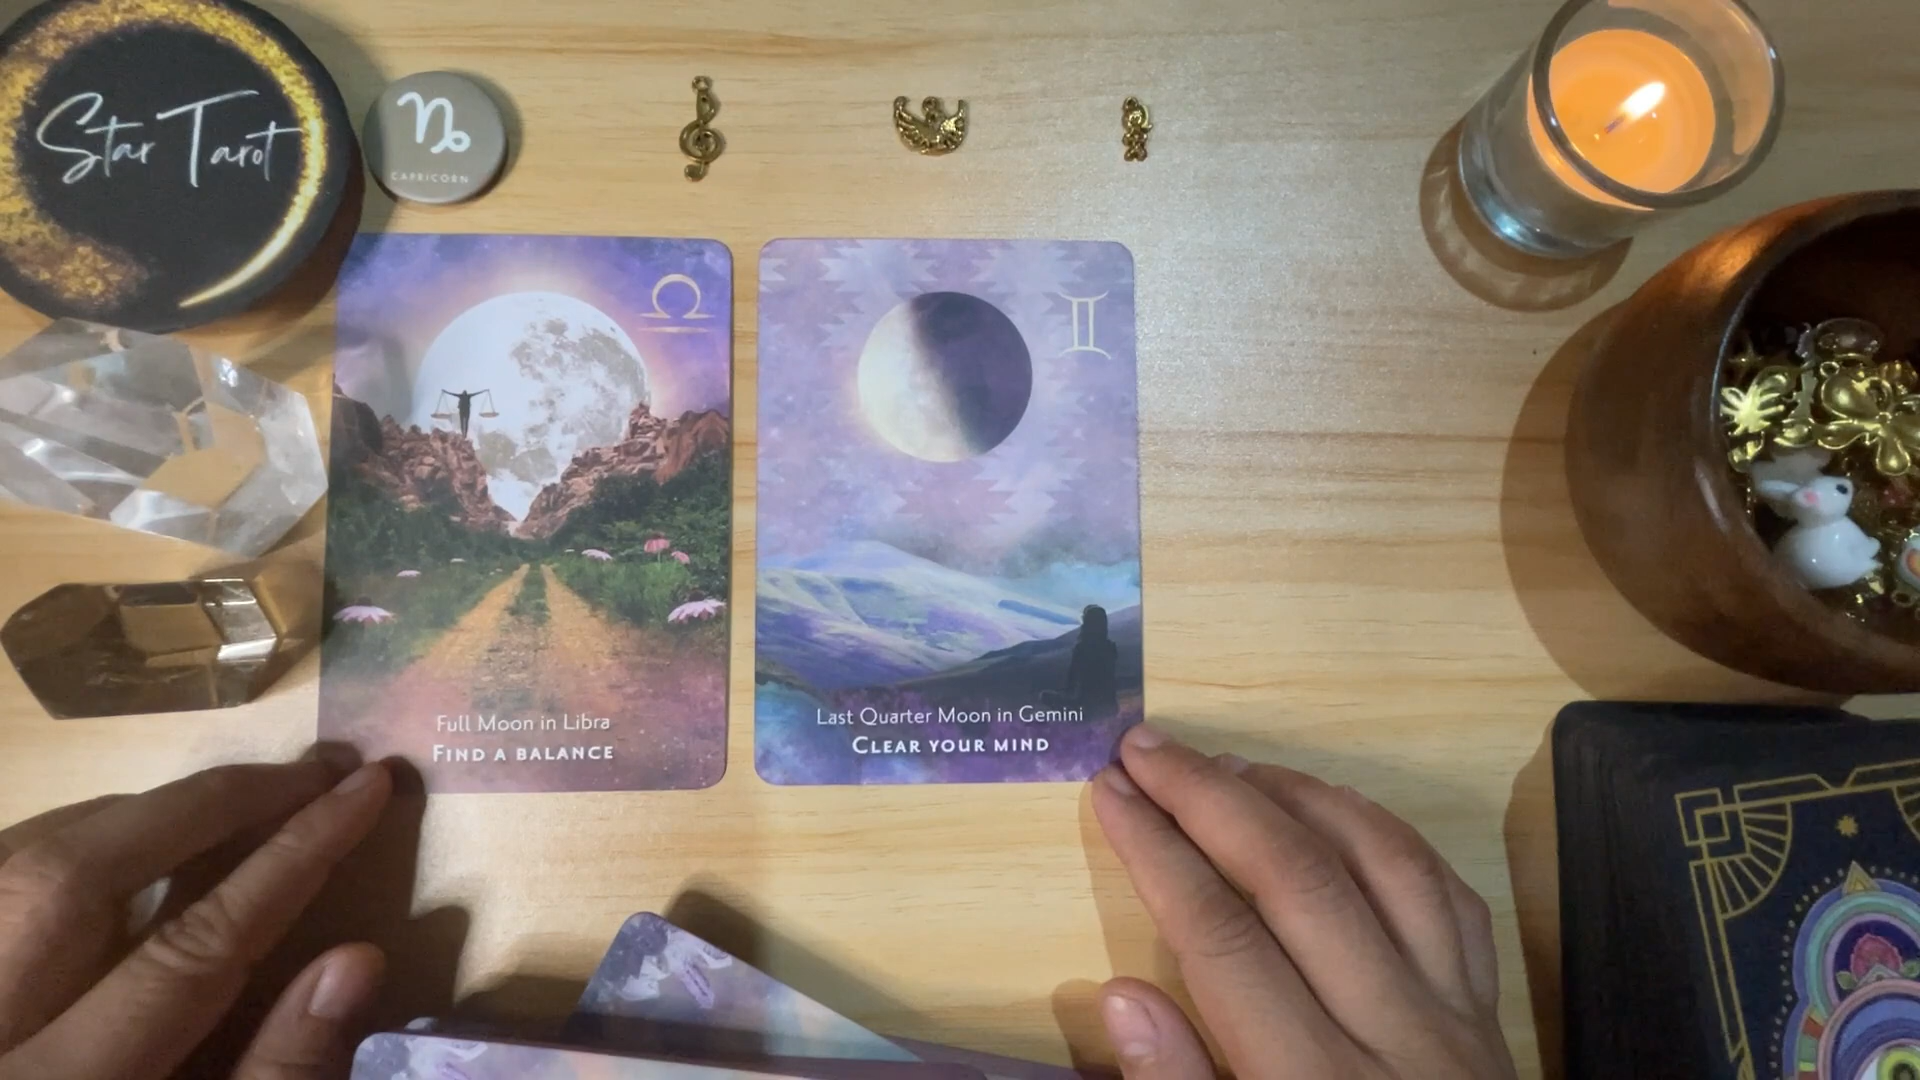 Star Tarot
CAPRICORN
Full Moon in Libra
FIND A BALANCE
Last Quarter Moon in Gemini
CLEAR YOUR MIND